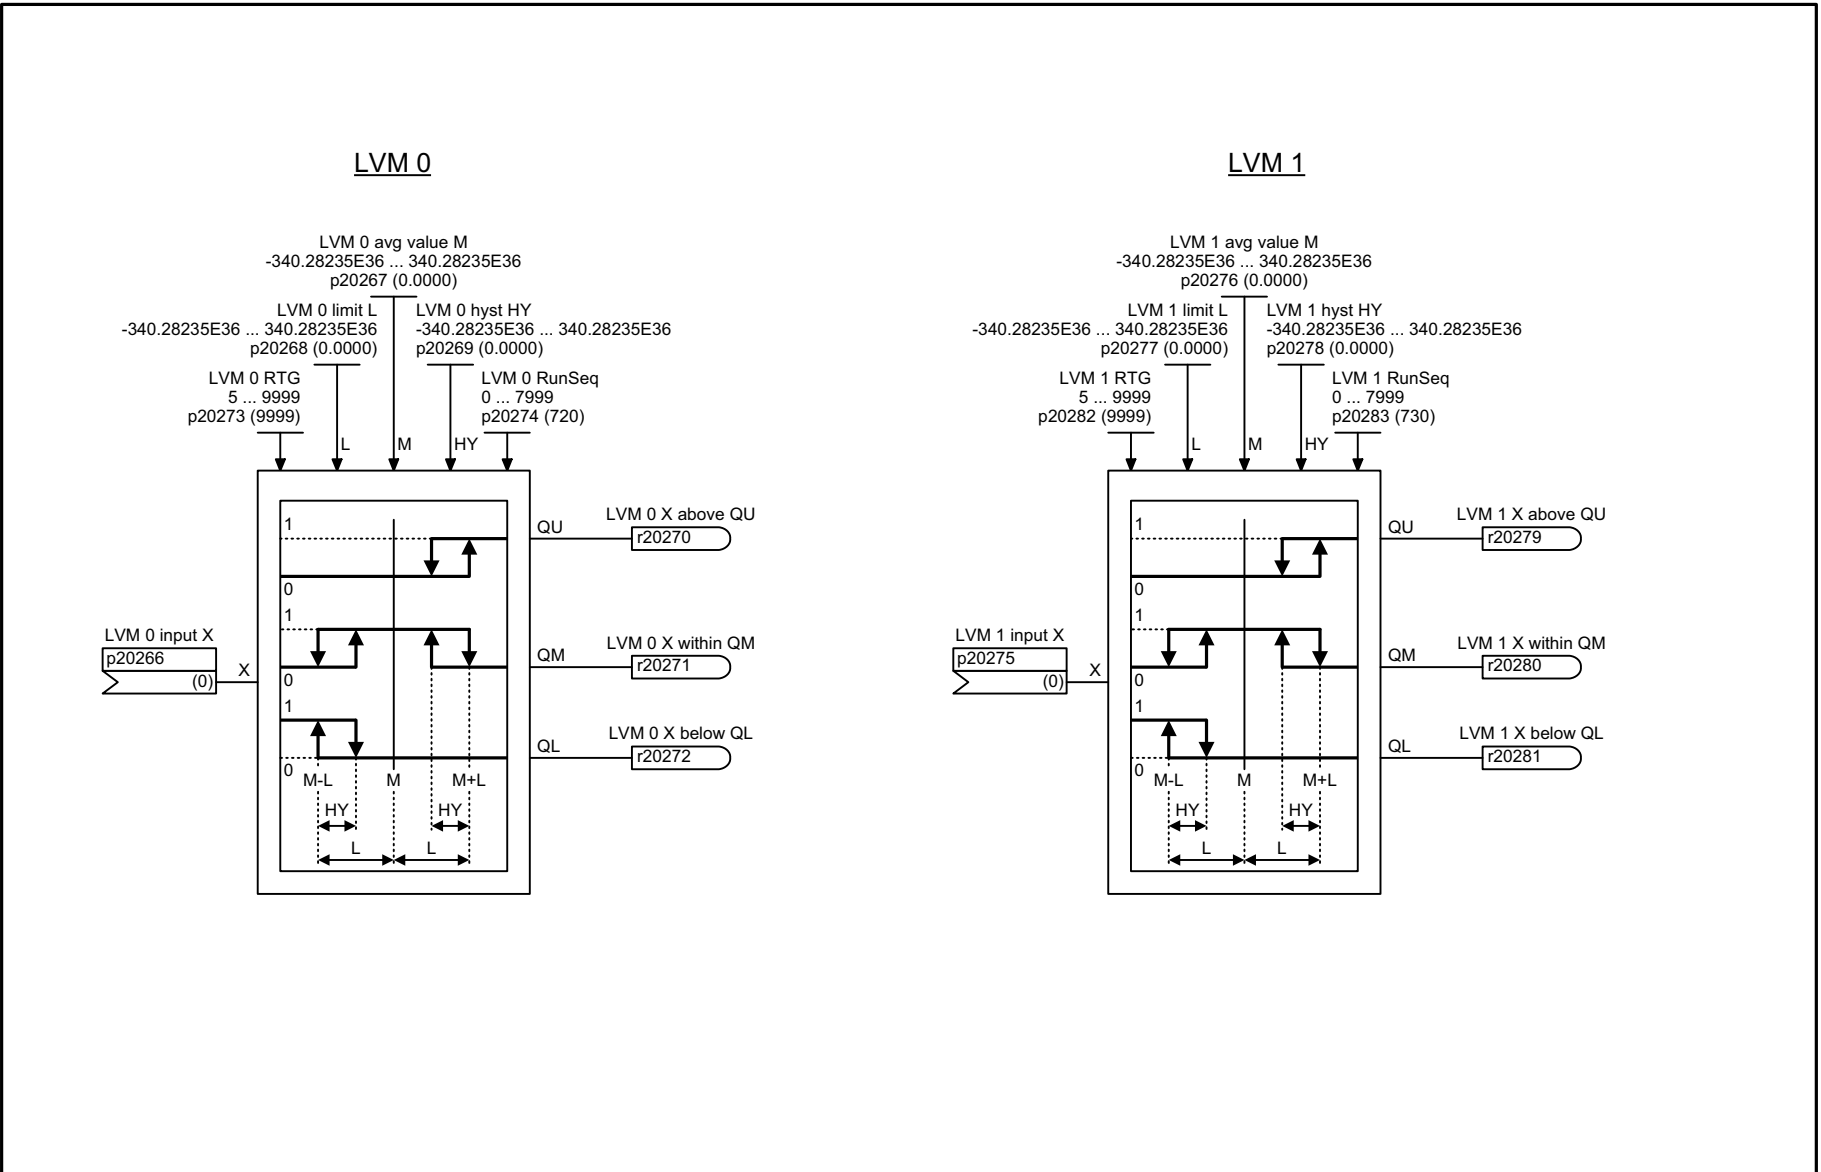 LVM 0
LVM 0 avg value M
-340.28235E36 ... 340.28235E36
p20267 (0.0000)
LVM 0 limit L
-340.28235E36 ... 340.28235E36
p20268 (0.0000)
LVM 0 hyst HY
-340.28235E36 ... 340.28235E36
p20269 (0.0000)
LVM 0 RTG
5 ... 9999
p20273 (9999)
LVM 0 RunSeq
0 ... 7999
p20274 (720)
L
M
HY
1
0
1
0
1
0
QU
LVM 0 X above QU
r20270
LVM 0 input X
p20266
(0)
X
QM
LVM 0 X within QM
r20271
QL
LVM 0 X below QL
r20272
M-L
M
M+L
HY
HY
L
L
LVM 1
LVM 1 avg value M
-340.28235E36 ... 340.28235E36
p20276 (0.0000)
LVM 1 limit L
-340.28235E36 ... 340.28235E36
p20277 (0.0000)
LVM 1 hyst HY
-340.28235E36 ... 340.28235E36
p20278 (0.0000)
LVM 1 RTG
5 ... 9999
p20282 (9999)
LVM 1 RunSeq
0 ... 7999
p20283 (730)
L
M
HY
1
0
1
0
1
0
QU
LVM 1 X above QU
r20279
LVM 1 input X
p20275
(0)
X
QM
LVM 1 X within QM
r20280
QL
LVM 1 X below QL
r20281
M-L
M
M+L
HY
HY
L
L